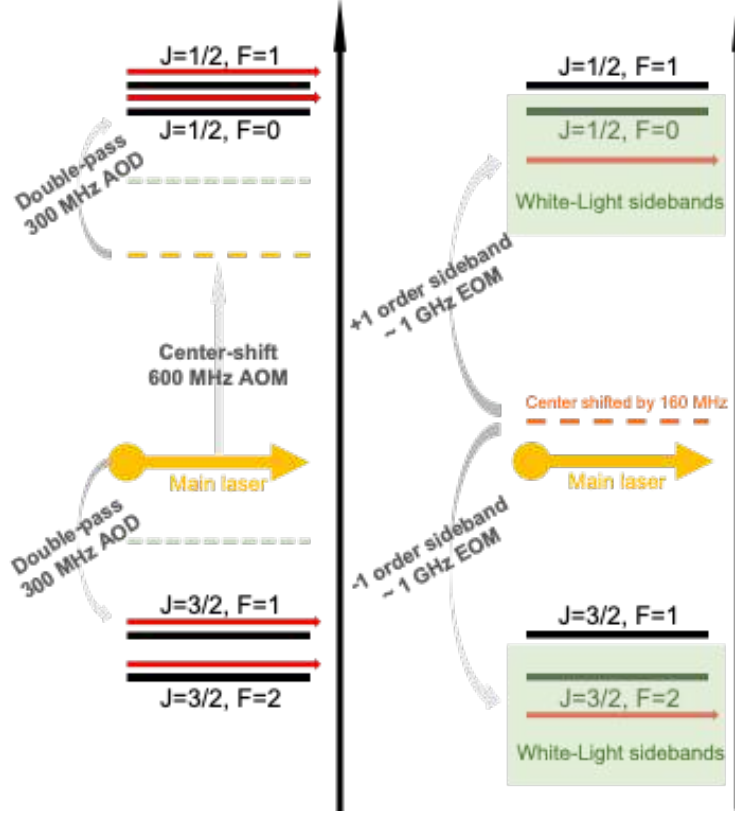 J=1/2, F=1
J=1/2, F=0
Double-pass
300 MHz AOD
Center-shift
600 MHz AOM
Main laser
Double-pass
300 MHz AOD
J=3/2, F=1
J=3/2, F=2
J=1/2, F=1
J=1/2, F=0
White-Light sidebands
+1 order sideband
~ 1 GHz EOM
Center shifted by 160 MHz
Main laser
-1 order sideband
~ 1 GHz EOM
J=3/2, F=1
J=3/2, F=2
White-Light sidebands